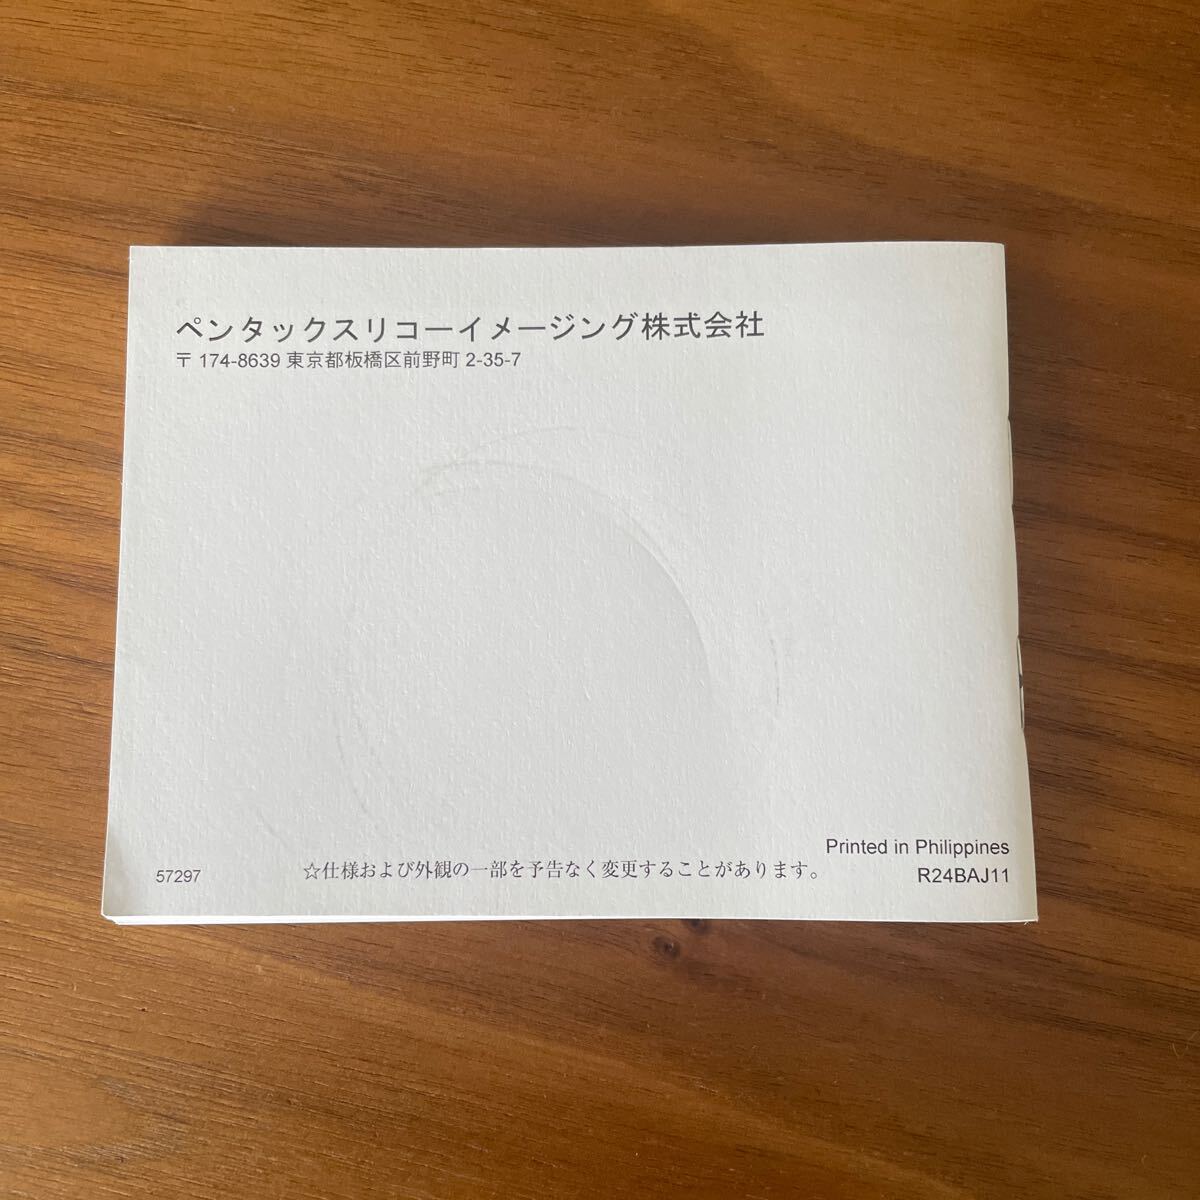 ペンタックスリコーイメージング株式会社
〒174-8639 東京都板橋区前野町 2-35-7
Printed in Philippines
57297 ☆仕様および外観の一部を予告なく変更することがあります。 R24BAJ11